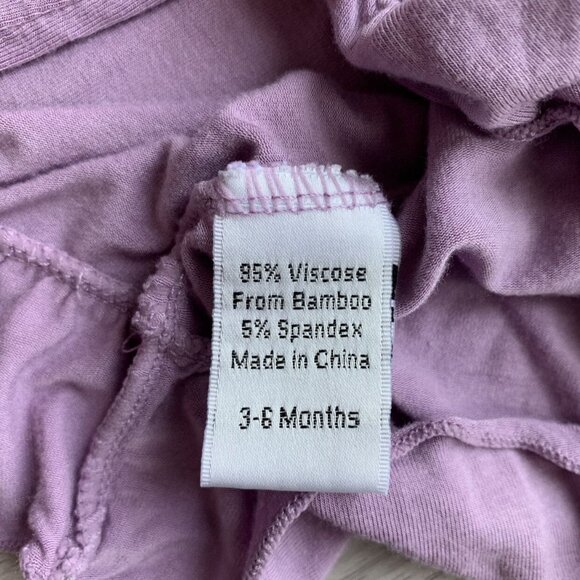 95% Viscose
From Bamboo
5% Spandex
Made in China
3-6 Months